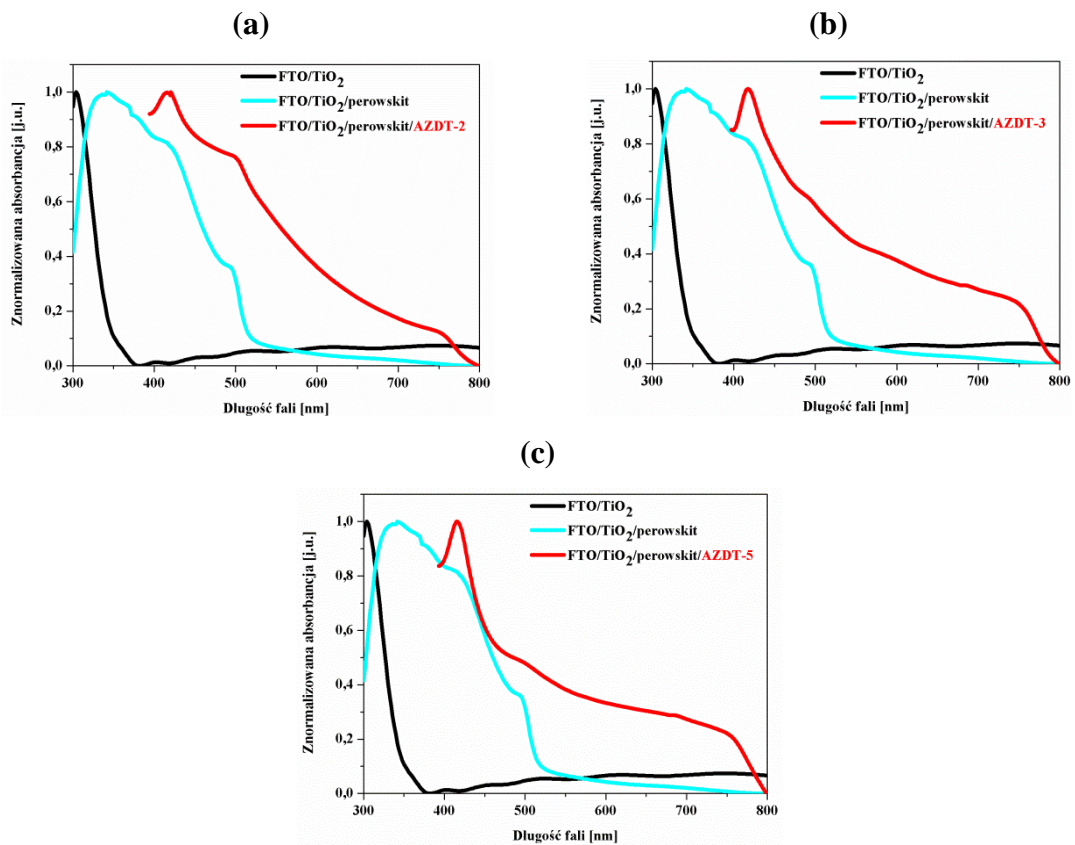 (a)
FTO/TiO2
FTO/TiO2/perowskit
FTO/TiO2/perowskit/AZDT-2
Znormalizowana absorbancja [j.u.]
1,0
0,8
0,6
0,4
0,2
0,0
300 400 500 600 700 800
Długość fali [nm]
(b)
FTO/TiO2
FTO/TiO2/perowskit
FTO/TiO2/perowskit/AZDT-3
Znormalizowana absorbancja [j.u.]
1,0
0,8
0,6
0,4
0,2
0,0
300 400 500 600 700 800
Długość fali [nm]
(c)
FTO/TiO2
FTO/TiO2/perowskit
FTO/TiO2/perowskit/AZDT-5
Znormalizowana absorbancja [j.u.]
1,0
0,8
0,6
0,4
0,2
0,0
300 400 500 600 700 800
Długość fali [nm]